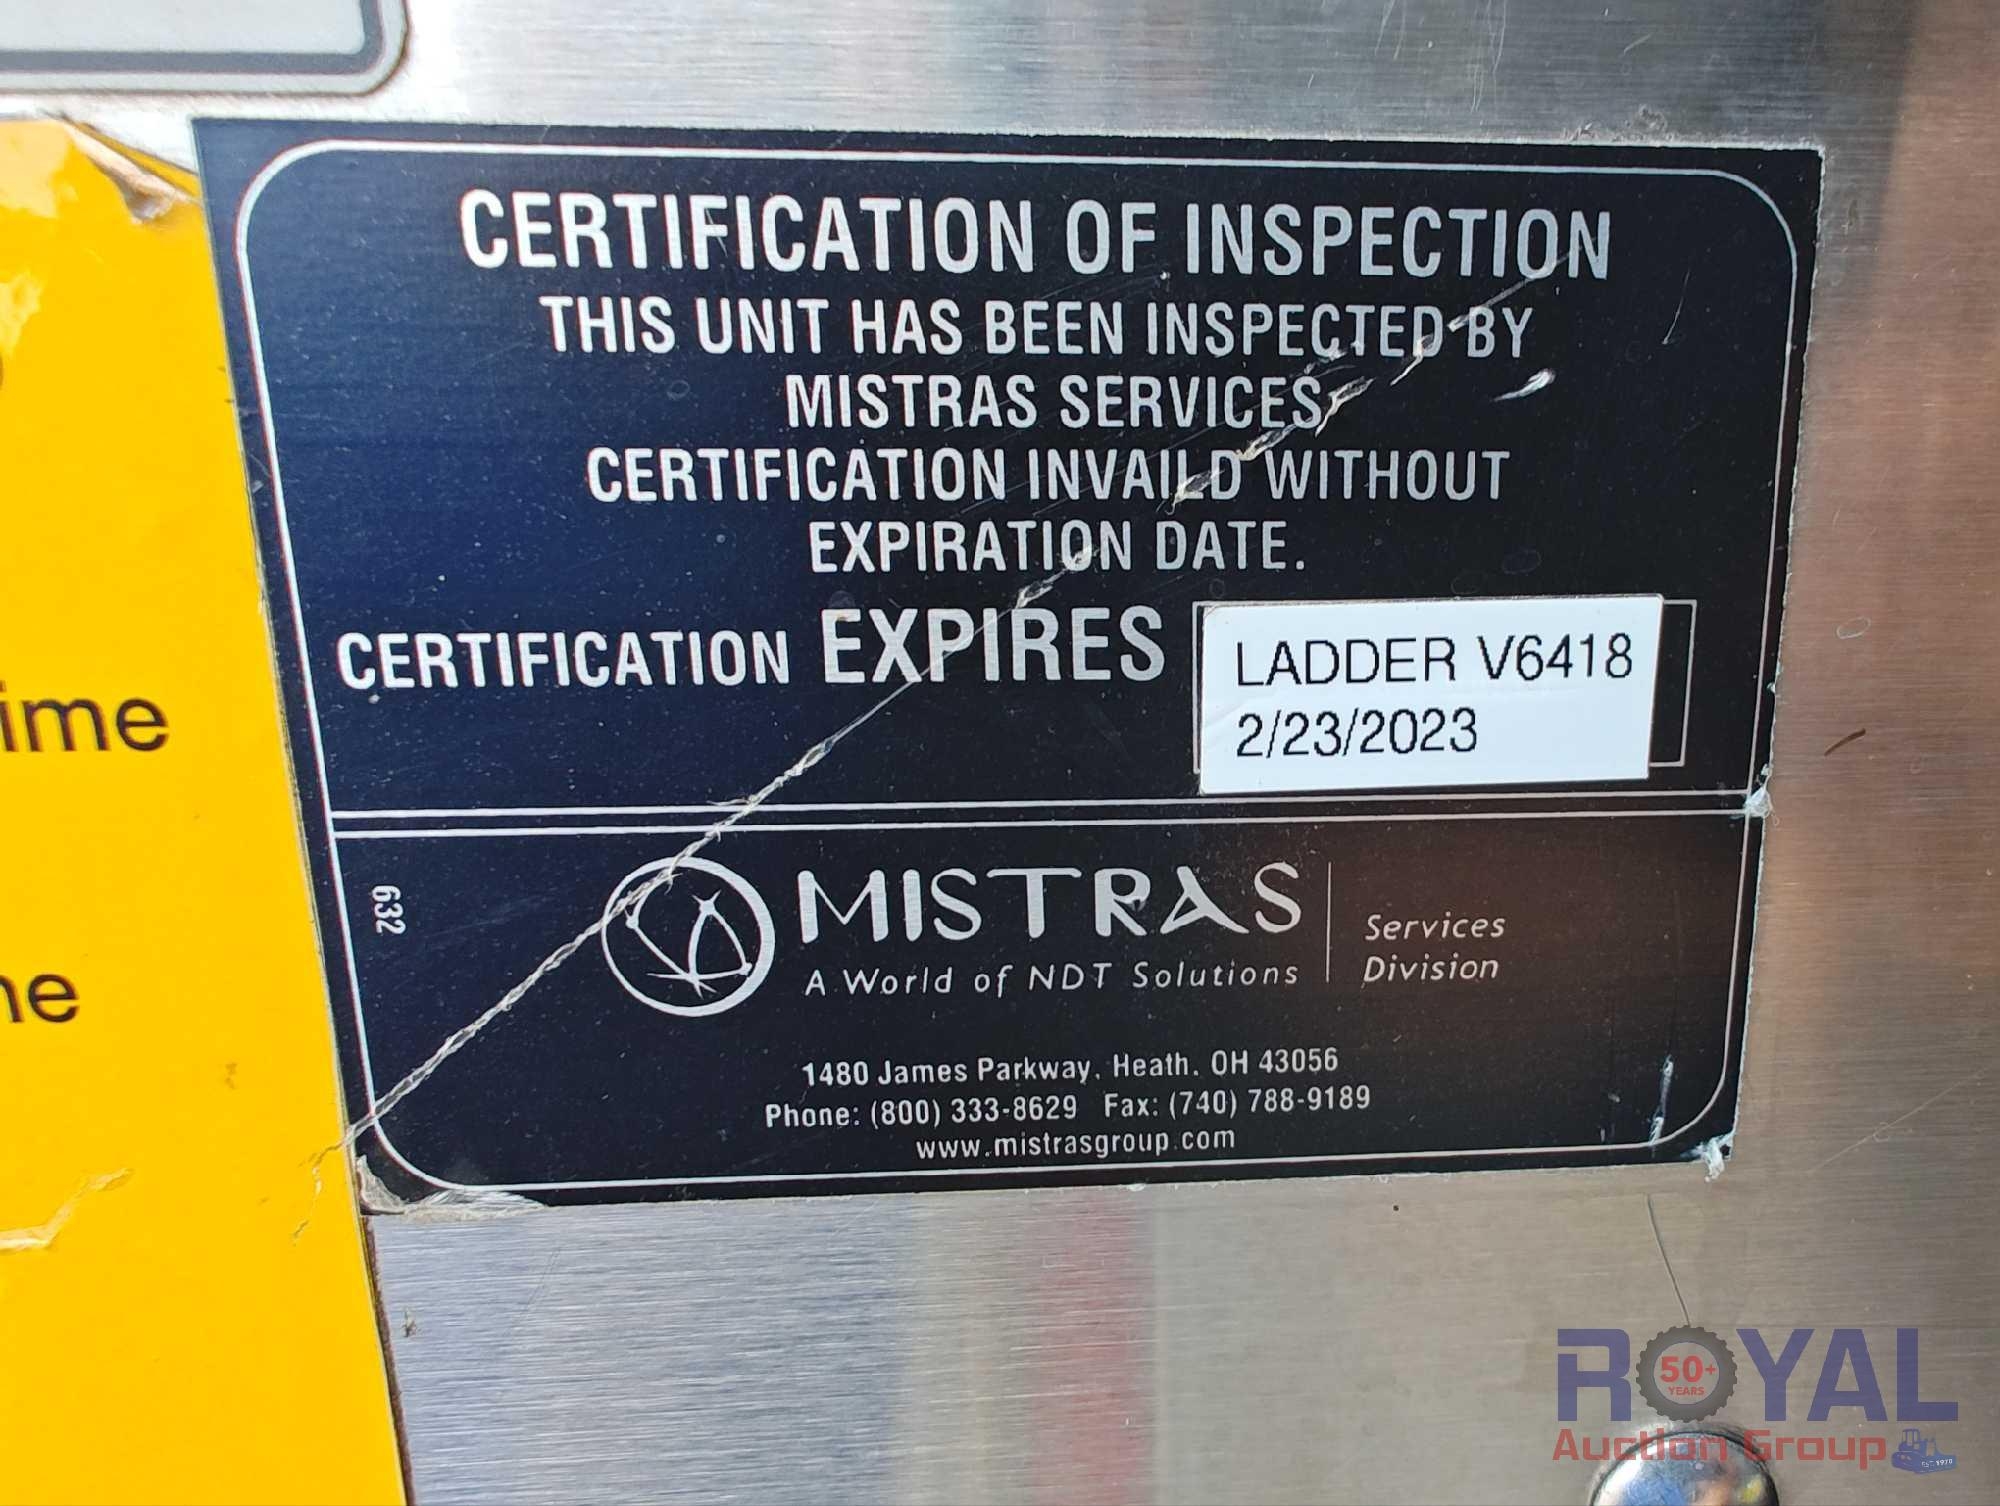 CERTIFICATION OF INSPECTION
THIS UNIT HAS BEEN INSPECTED BY
MISTRAS SERVICES
CERTIFICATION INVAILD WITHOUT
EXPIRATION DATE.
CERTIFICATION EXPIRES
LADDER V6418
2/23/2023
632
MISTRAS
A World of NDT Solutions
Services
Division
1480 James Parkway, Heath, OH 43056
Phone: (800) 333-8629 Fax: (740) 788-9189
www.mistrasgroup.com
ime
ne
ROYAL
50+
YEARS
Auction Group
EST. 1970